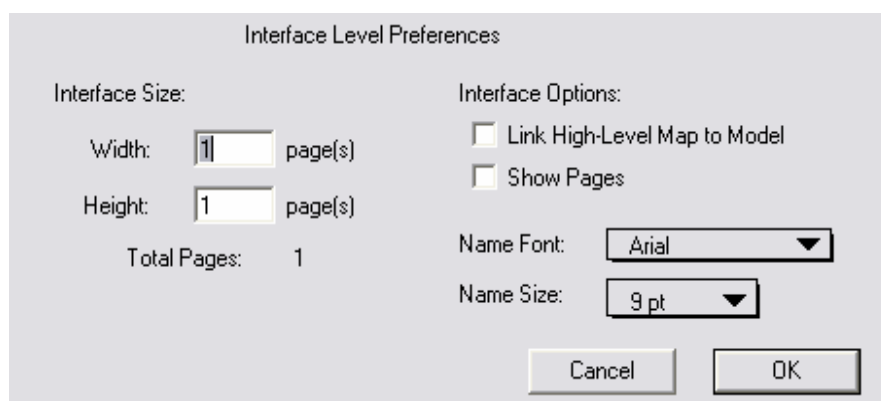 Interface Level Preferences
Interface Size:
Width: 1 page(s)
Height: 1 page(s)
Total Pages: 1
Interface Options:
Link High-Level Map to Model
Show Pages
Name Font: Arial
Name Size: 9 pt
Cancel OK